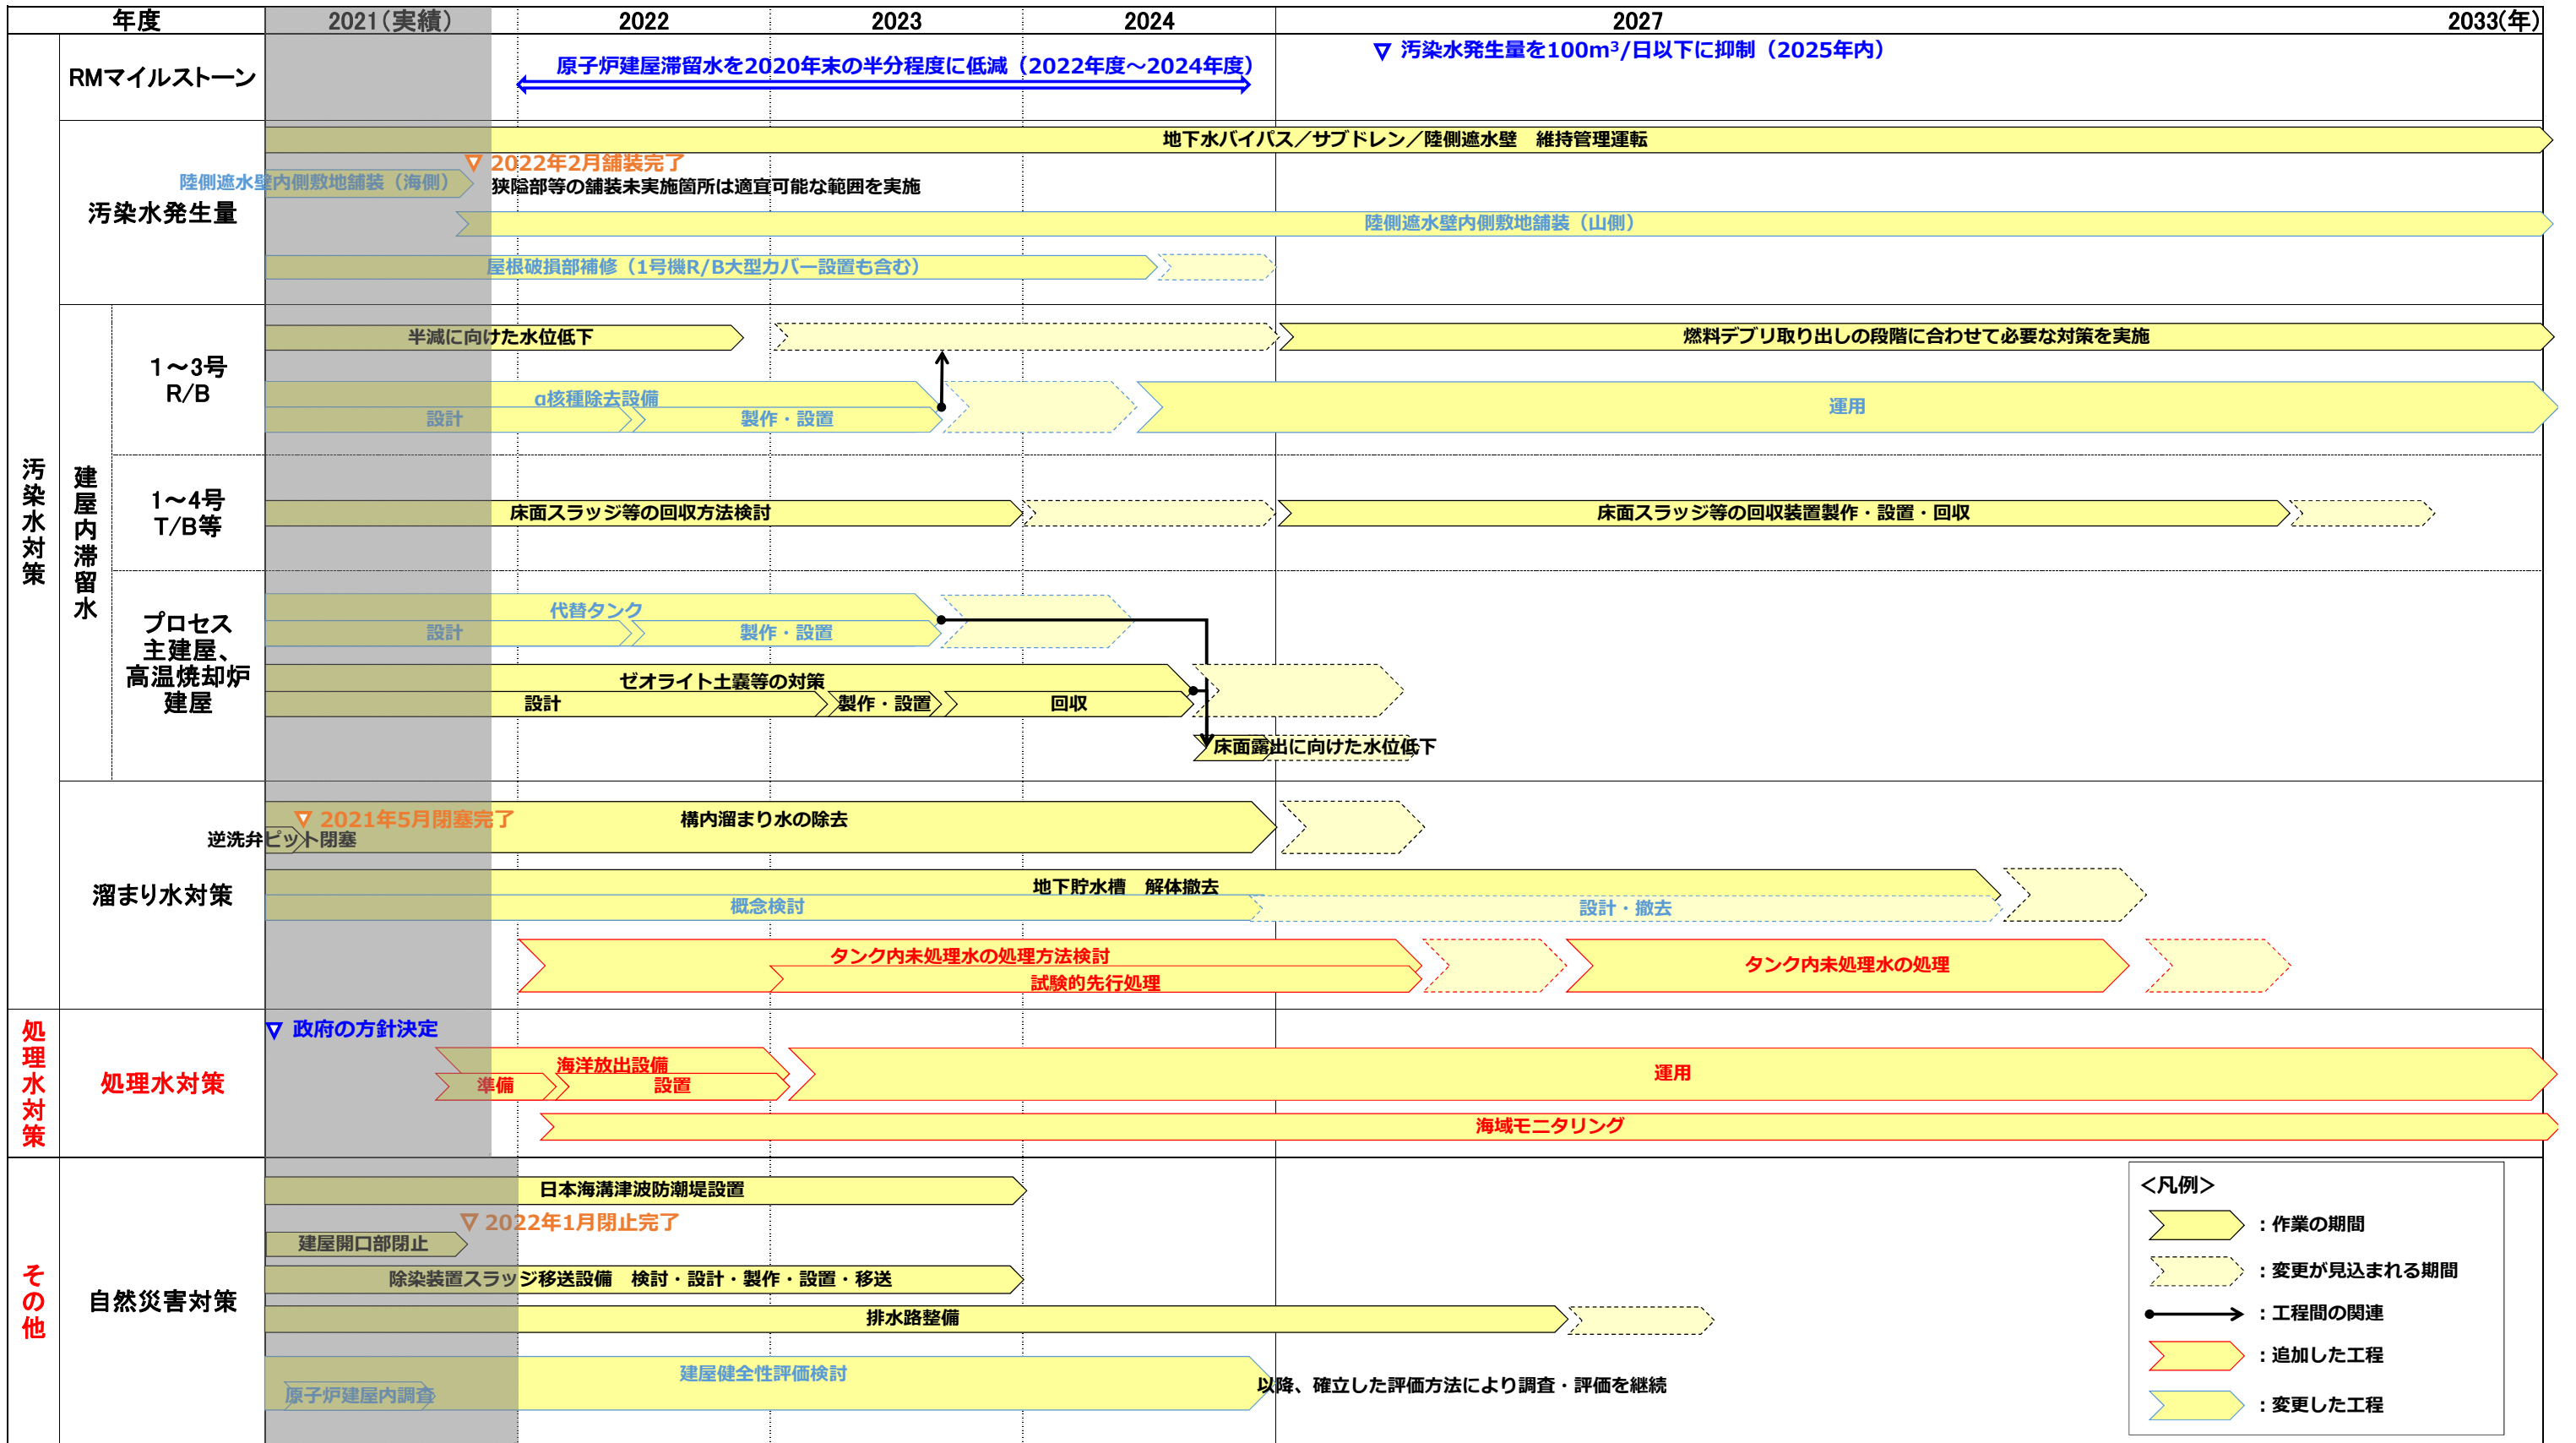 年度
2021(実績)
2022
2023
2024
2027
2033(年)
汚染水対策
RMマイルストーン
原子炉建屋滞留水を2020年末の半分程度に低減（2022年度～2024年度）
▽ 汚染水発生量を100m³/日以下に抑制（2025年内）
汚染水発生量
地下水バイパス／サブドレン／陸側遮水壁　維持管理運転
▽ 2022年2月舗装完了
陸側遮水壁内側敷地舗装（海側）
狭隘部等の舗装未実施箇所は適宜可能な範囲を実施
陸側遮水壁内側敷地舗装（山側）
屋根破損部補修（1号機R/B大型カバー設置も含む）
建屋内滞留水
1～3号
R/B
半減に向けた水位低下
燃料デブリ取り出しの段階に合わせて必要な対策を実施
α核種除去設備
設計
製作・設置
運用
1～4号
T/B等
床面スラッジ等の回収方法検討
床面スラッジ等の回収装置製作・設置・回収
プロセス
主建屋、
高温焼却炉
建屋
代替タンク
設計
製作・設置
ゼオライト土嚢等の対策
設計
製作・設置
回収
床面露出に向けた水位低下
溜まり水対策
▽ 2021年5月閉塞完了
構内溜まり水の除去
逆洗弁ピット閉塞
地下貯水槽　解体撤去
概念検討
設計・撤去
タンク内未処理水の処理方法検討
試験的先行処理
タンク内未処理水の処理
処理水対策
処理水対策
▽ 政府の方針決定
海洋放出設備
準備
設置
運用
海域モニタリング
その他
自然災害対策
日本海溝津波防潮堤設置
▽ 2022年1月閉止完了
建屋開口部閉止
除染装置スラッジ移送設備　検討・設計・製作・設置・移送
排水路整備
建屋健全性評価検討
原子炉建屋内調査
以降、確立した評価方法により調査・評価を継続
＜凡例＞
：作業の期間
：変更が見込まれる期間
：工程間の関連
：追加した工程
：変更した工程